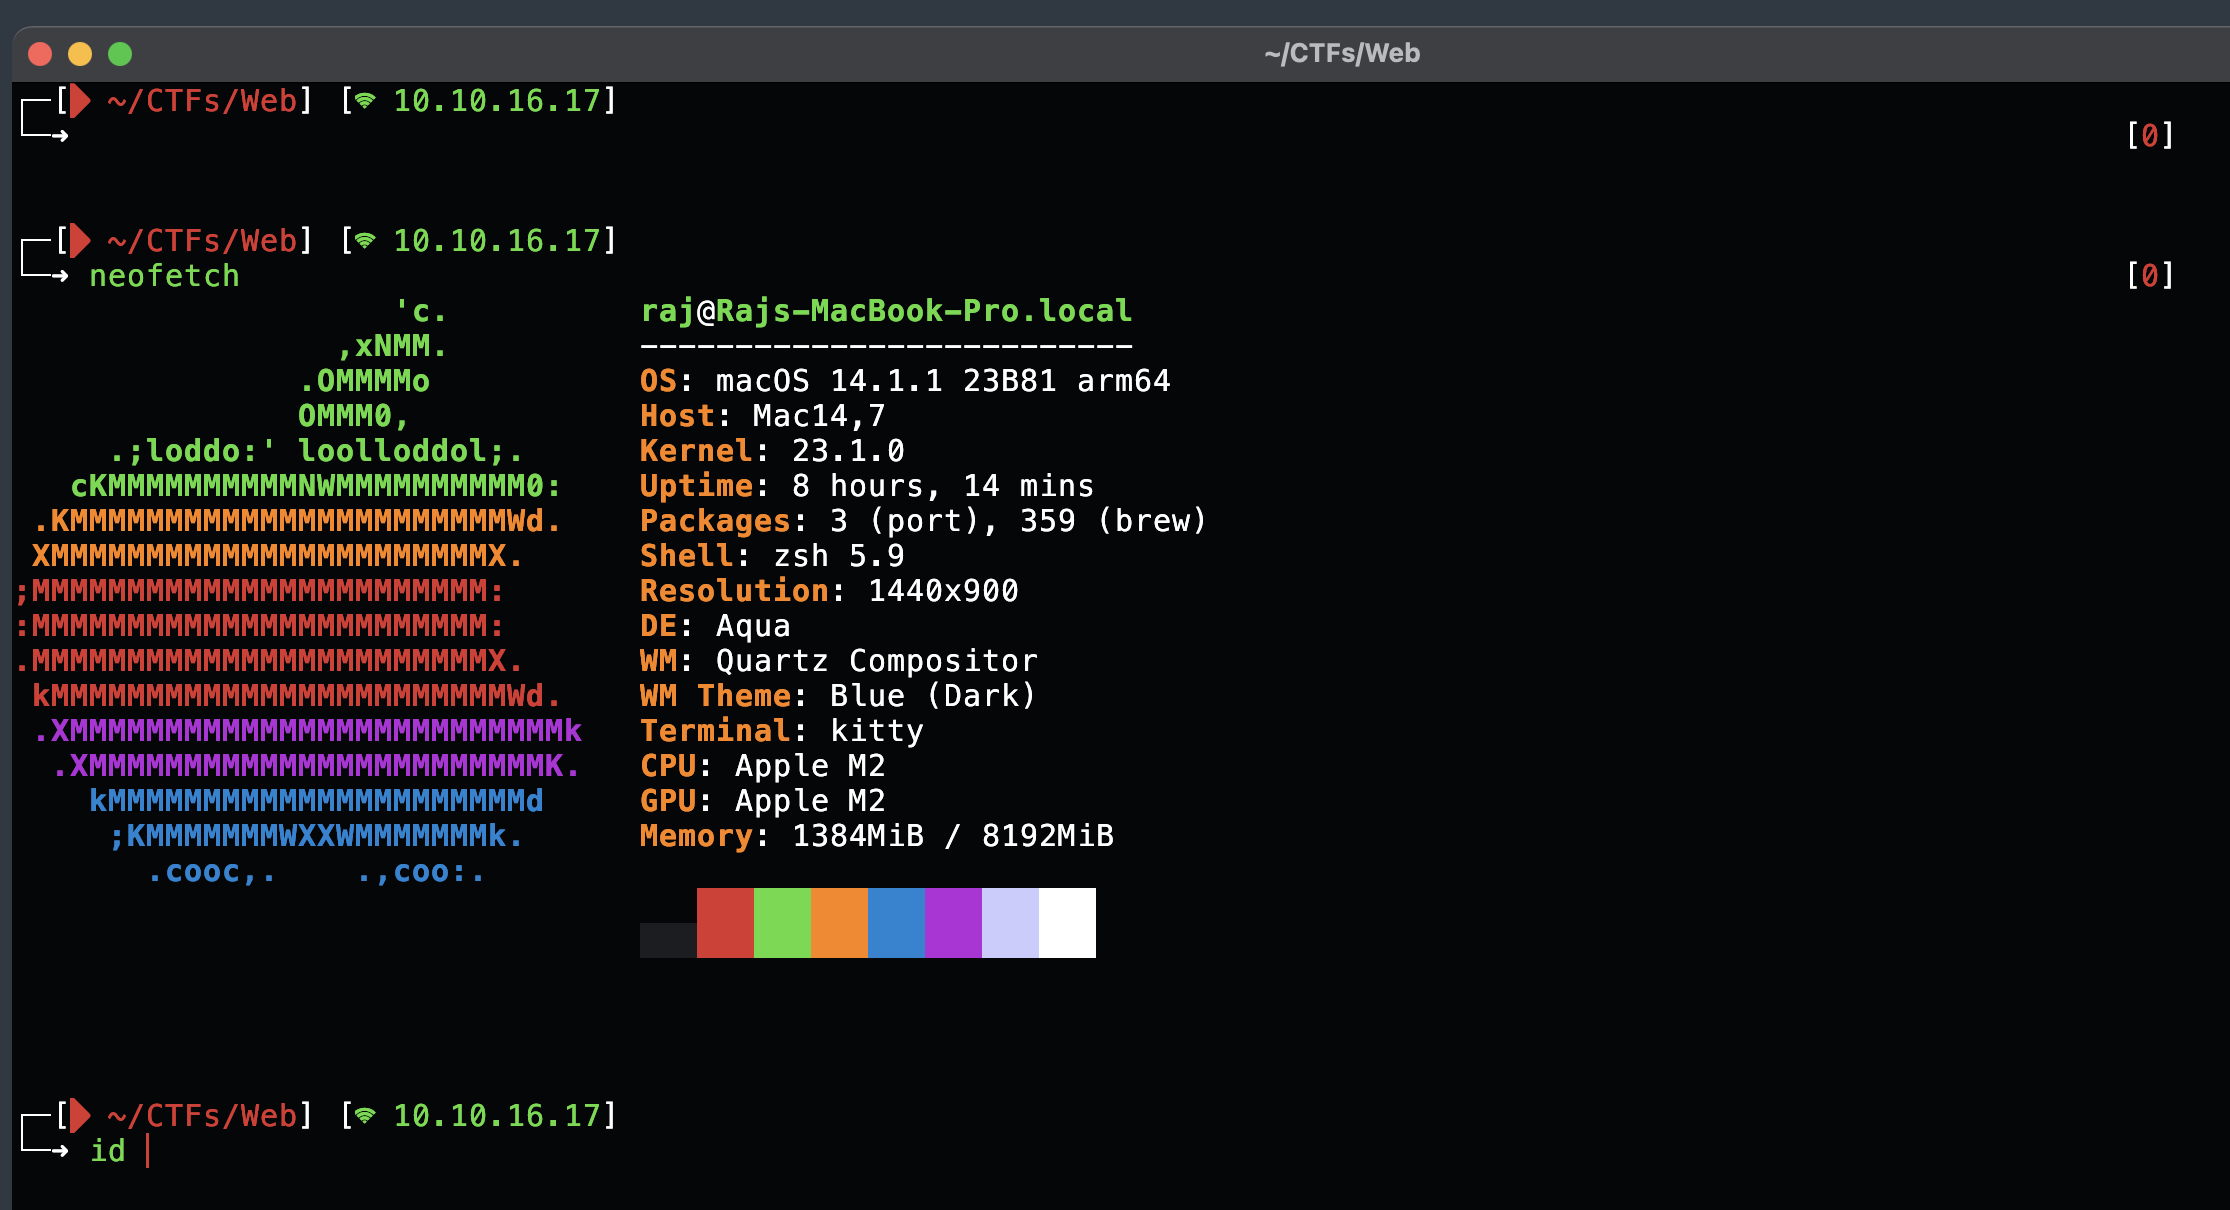 ~/CTFs/Web
┌─[ ~/CTFs/Web] [ 10.10.16.17]
└─➜ [0]
┌─[ ~/CTFs/Web] [ 10.10.16.17]
└─➜ neofetch [0]
'c. raj@Rajs-MacBook-Pro.local
,xNMM. --------------------------
.OMMMMo OS: macOS 14.1.1 23B81 arm64
OMMM0, Host: Mac14,7
.;loddo:' loolloddol;. Kernel: 23.1.0
cKMMMMMMMMMMNWMMMMMMMMMM0: Uptime: 8 hours, 14 mins
.KMMMMMMMMMMMMMMMMMMMMMMMWd. Packages: 3 (port), 359 (brew)
XMMMMMMMMMMMMMMMMMMMMMMMX. Shell: zsh 5.9
;MMMMMMMMMMMMMMMMMMMMMMMM: Resolution: 1440x900
:MMMMMMMMMMMMMMMMMMMMMMMM: DE: Aqua
.MMMMMMMMMMMMMMMMMMMMMMMMX. WM: Quartz Compositor
kMMMMMMMMMMMMMMMMMMMMMMMMWd. WM Theme: Blue (Dark)
.XMMMMMMMMMMMMMMMMMMMMMMMMMMk Terminal: kitty
.XMMMMMMMMMMMMMMMMMMMMMMMMK. CPU: Apple M2
kMMMMMMMMMMMMMMMMMMMMMMd GPU: Apple M2
;KMMMMMMMWXXWMMMMMMMk. Memory: 1384MiB / 8192MiB
.cooc,. .,coo:.
┌─[ ~/CTFs/Web] [ 10.10.16.17]
└─➜ id